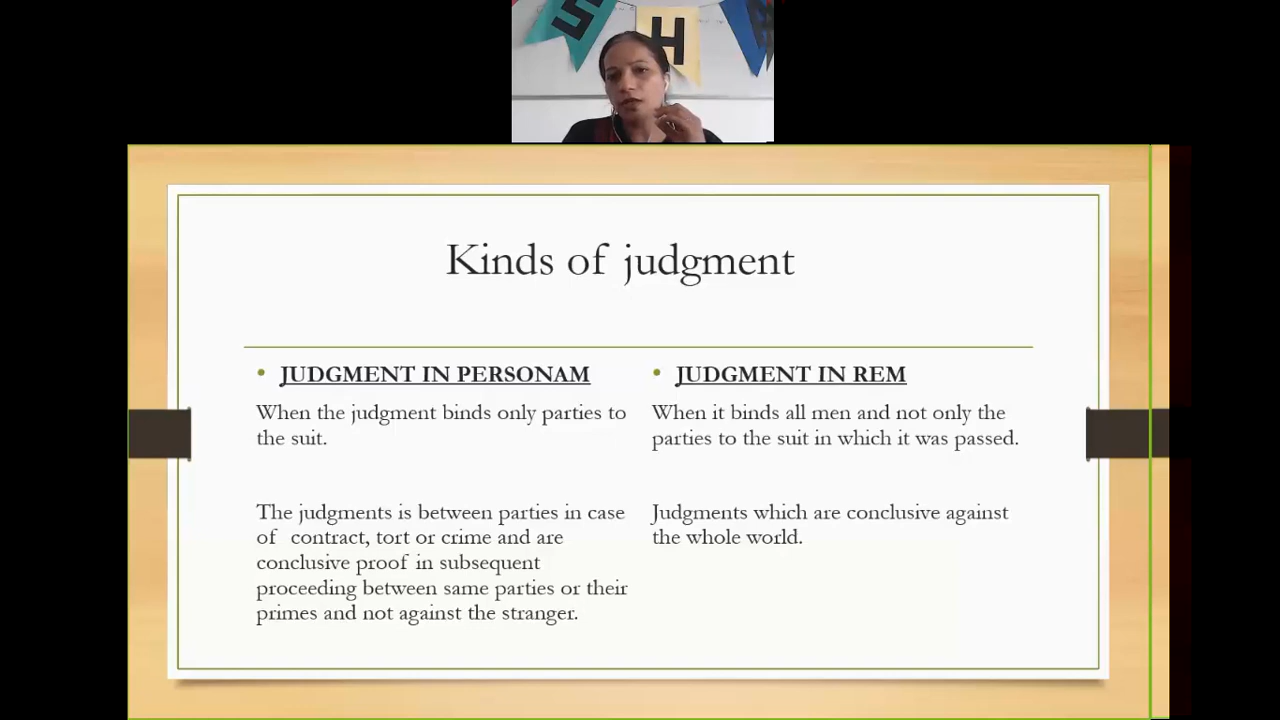 S H
Kinds of judgment
• JUDGMENT IN PERSONAM
When the judgment binds only parties to
the suit.
The judgments is between parties in case
of contract, tort or crime and are
conclusive proof in subsequent
proceeding between same parties or their
primes and not against the stranger.
• JUDGMENT IN REM
When it binds all men and not only the
parties to the suit in which it was passed.
Judgments which are conclusive against
the whole world.